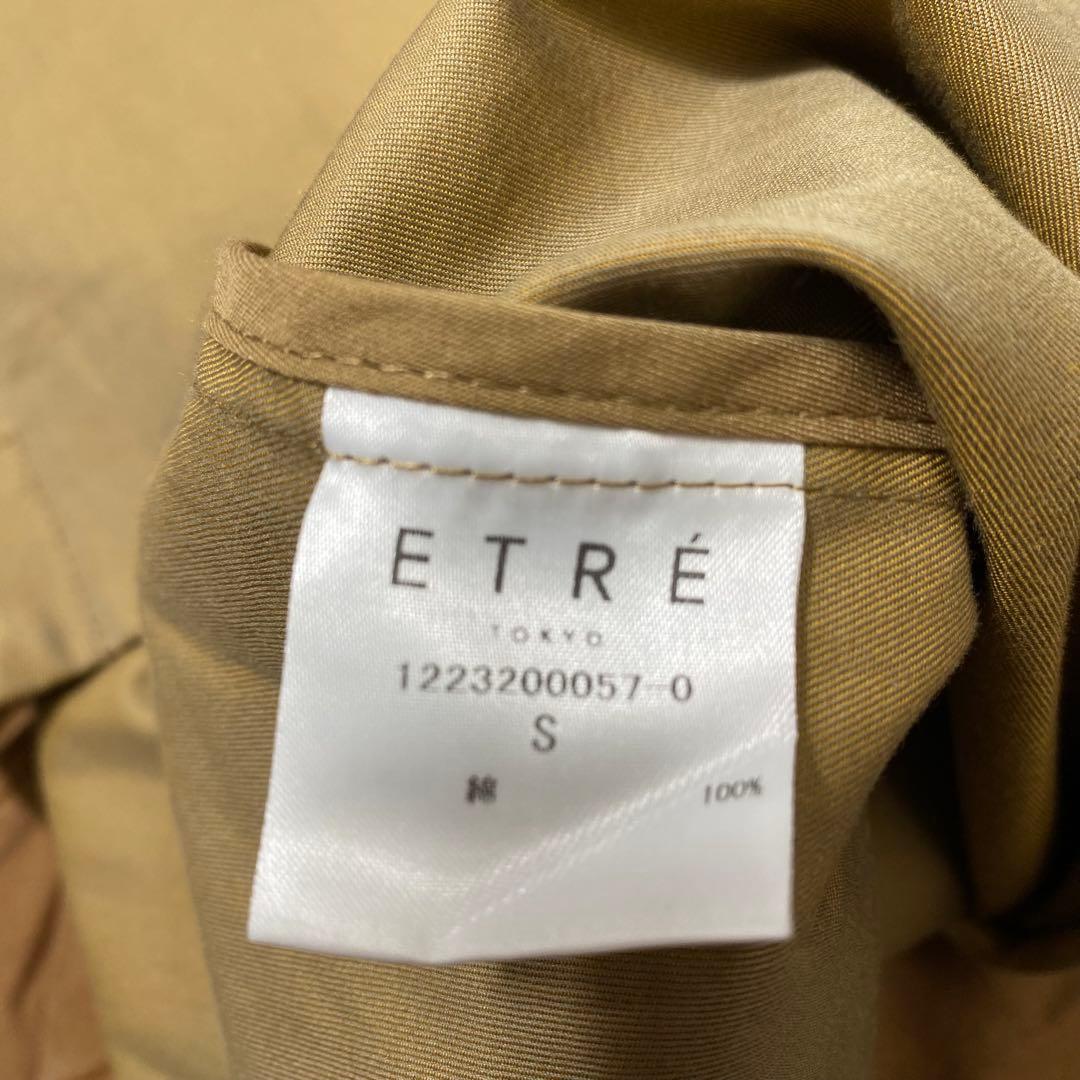 ETRÉ
TOKYO
1223200057-0
S
綿 100%